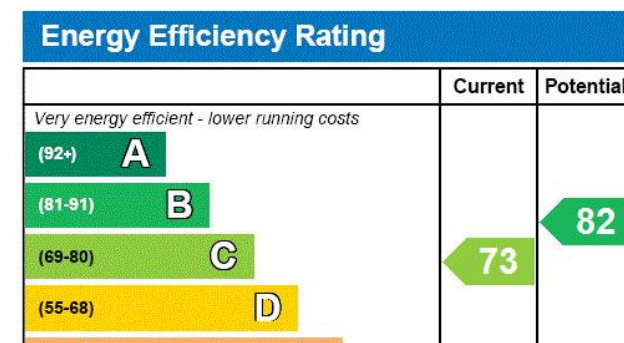 Energy Efficiency Rating
Current Potential
Very energy efficient - lower running costs
(92+) A
(81-91) B
82
(69-80) C
73
(55-68) D